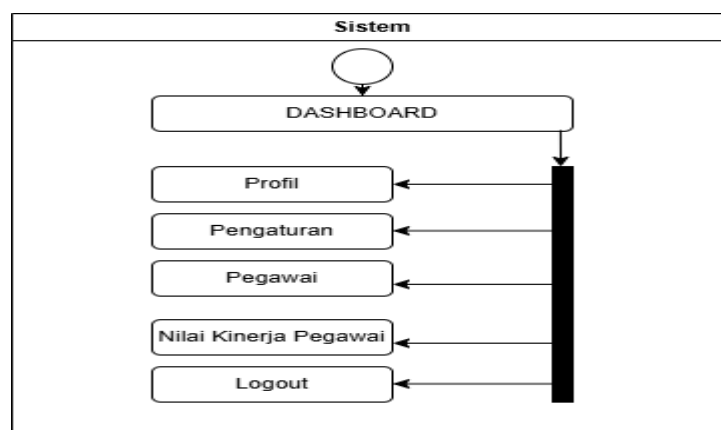 Sistem
DASHBOARD
Profil
Pengaturan
Pegawai
Nilai Kinerja Pegawai
Logout